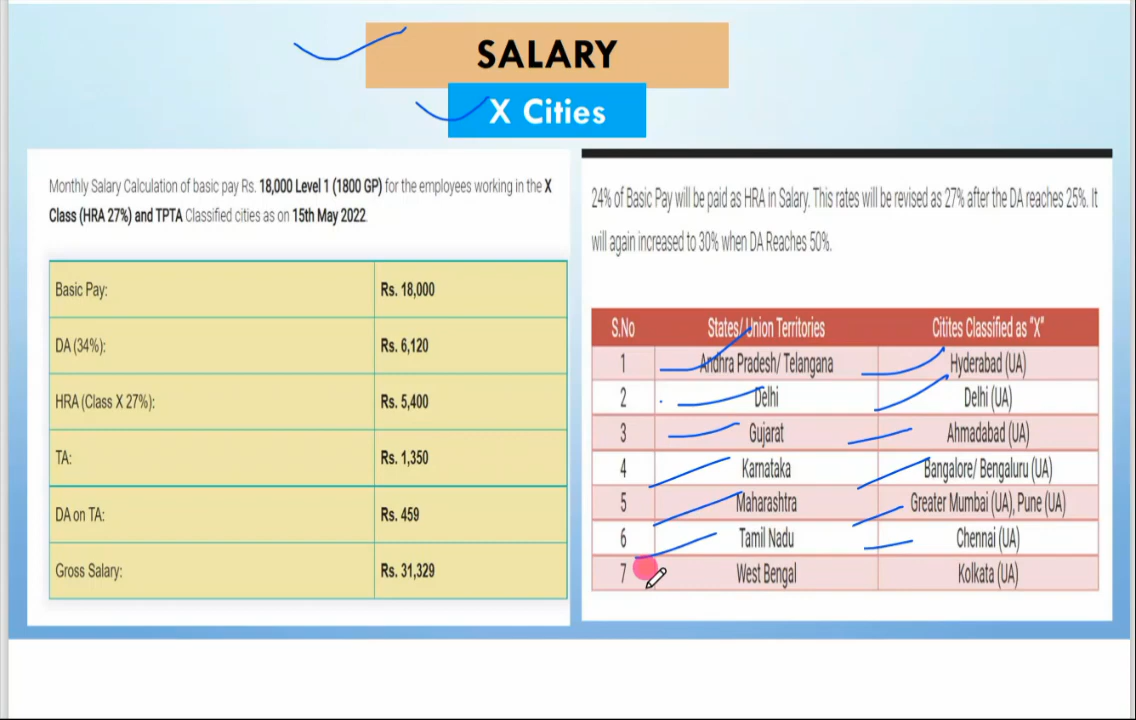 SALARY
X Cities
Monthly Salary Calculation of basic pay Rs. 18,000 Level 1 (1800 GP) for the employees working in the X
Class (HRA 27%) and TPTA Classified cities as on 15th May 2022.
Basic Pay: Rs. 18,000
DA (34%): Rs. 6,120
HRA (Class X 27%): Rs. 5,400
TA: Rs. 1,350
DA on TA: Rs. 459
Gross Salary: Rs. 31,329
24% of Basic Pay will be paid as HRA in Salary. This rates will be revised as 27% after the DA reaches 25%. It
will again increased to 30% when DA Reaches 50%.
S.No States/ Union Territories Citites Classified as "X"
1 Andhra Pradesh/ Telangana Hyderabad (UA)
2 Delhi Delhi (UA)
3 Gujarat Ahmadabad (UA)
4 Karnataka Bangalore/ Bengaluru (UA)
5 Maharashtra Greater Mumbai (UA), Pune (UA)
6 Tamil Nadu Chennai (UA)
7 West Bengal Kolkata (UA)